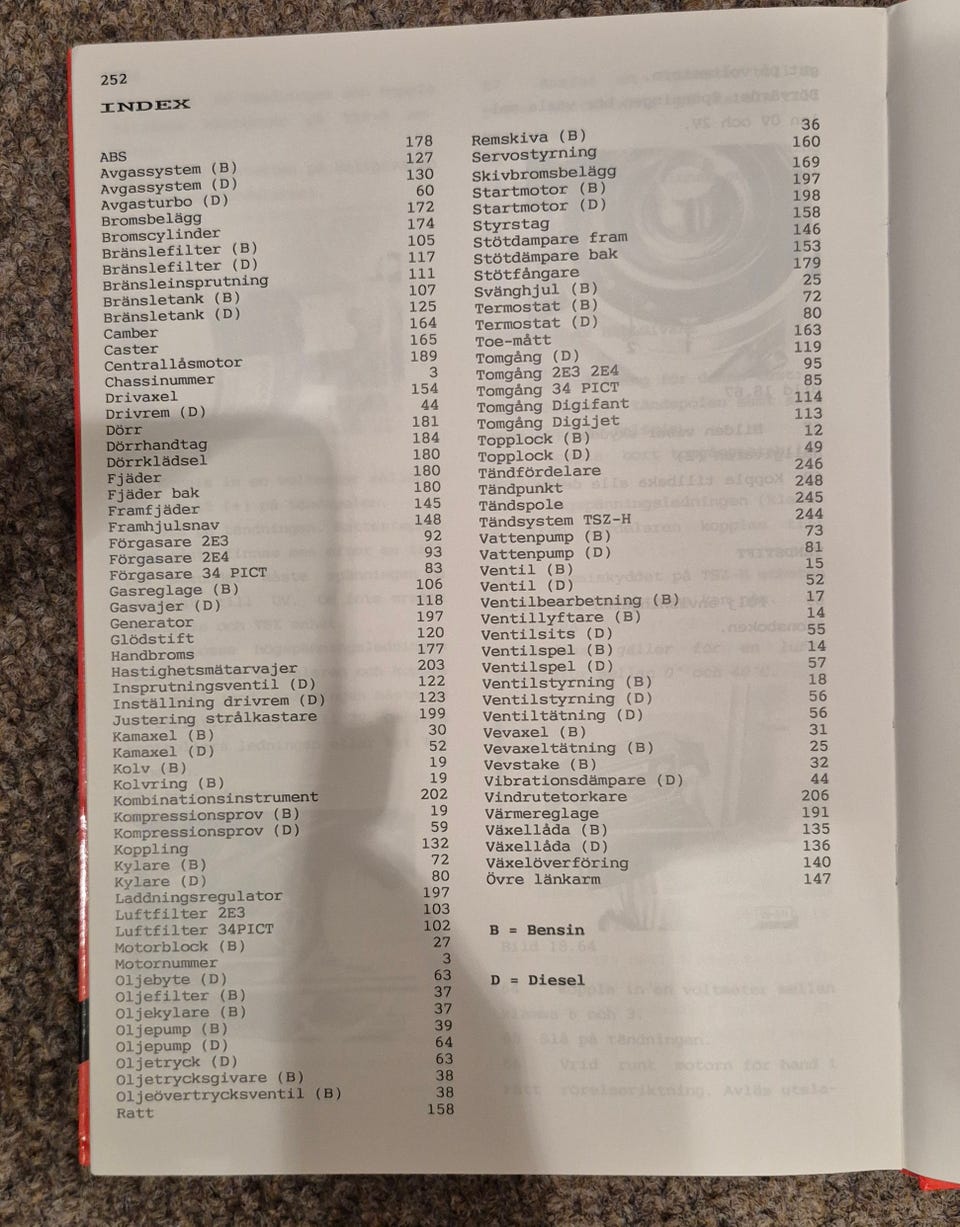 252
INDEX
ABS 178
Avgassystem (B) 127
Avgassystem (D) 130
Avgasturbo (D) 60
Bromsbelägg 172
Bromscylinder 174
Bränslefilter (B) 105
Bränslefilter (D) 117
Bränsleinsprutning 111
Bränsletank (B) 107
Bränsletank (D) 125
Camber 164
Caster 165
Centrallåsmotor 189
Chassinummer 3
Drivaxel 154
Drivrem (D) 44
Dörr 181
Dörrhandtag 184
Dörrklädsel 180
Fjäder 180
Fjäder bak 180
Framfjäder 145
Framhjulsnav 148
Förgasare 2E3 92
Förgasare 2E4 93
Förgasare 34 PICT 83
Gasreglage (B) 106
Gasvajer (D) 118
Generator 197
Glödstift 120
Handbroms 177
Hastighetsmätarvajer 203
Insprutningsventil (D) 122
Inställning drivrem (D) 123
Justering strålkastare 199
Kamaxel (B) 30
Kamaxel (D) 52
Kolv (B) 19
Kolvring (B) 19
Kombinationsinstrument 202
Kompressionsprov (B) 19
Kompressionsprov (D) 59
Koppling 132
Kylare (B) 72
Kylare (D) 80
Laddningsregulator 197
Luftfilter 2E3 103
Luftfilter 34PICT 102
Motorblock (B) 27
Motornummer 3
Oljebyte (D) 63
Oljefilter (B) 37
Oljekylare (B) 37
Oljepump (B) 39
Oljepump (D) 64
Oljetryck (D) 63
Oljetrycksgivare (B) 38
Oljeövertrycksventil (B) 38
Ratt 158
Remskiva (B) 36
Servostyrning 160
Skivbromsbelägg 169
Startmotor (B) 197
Startmotor (D) 198
Styrstag 158
Stötdampare fram 146
Stötdämpare bak 153
Stötfångare 179
Svänghjul (B) 25
Termostat (B) 72
Termostat (D) 80
Toe-mått 163
Tomgång (D) 119
Tomgång 2E3 2E4 95
Tomgång 34 PICT 85
Tomgång Digifant 114
Tomgång Digijet 113
Topplock (B) 12
Topplock (D) 49
Tändfördelare 246
Tändpunkt 248
Tändspole 245
Tändsystem TSZ-H 244
Vattenpump (B) 73
Vattenpump (D) 81
Ventil (B) 15
Ventil (D) 52
Ventilbearbetning (B) 17
Ventillyftare (B) 14
Ventilsits (D) 55
Ventilspel (B) 14
Ventilspel (D) 57
Ventilstyrning (B) 18
Ventilstyrning (D) 56
Ventiltätning (D) 56
Vevaxel (B) 31
Vevaxeltätning (B) 25
Vevstake (B) 32
Vibrationsdämpare (D) 44
Vindrutetorkare 206
Värmereglage 191
Växellåda (B) 135
Växellåda (D) 136
Växelöverföring 140
Övre länkarm 147
B = Bensin
D = Diesel